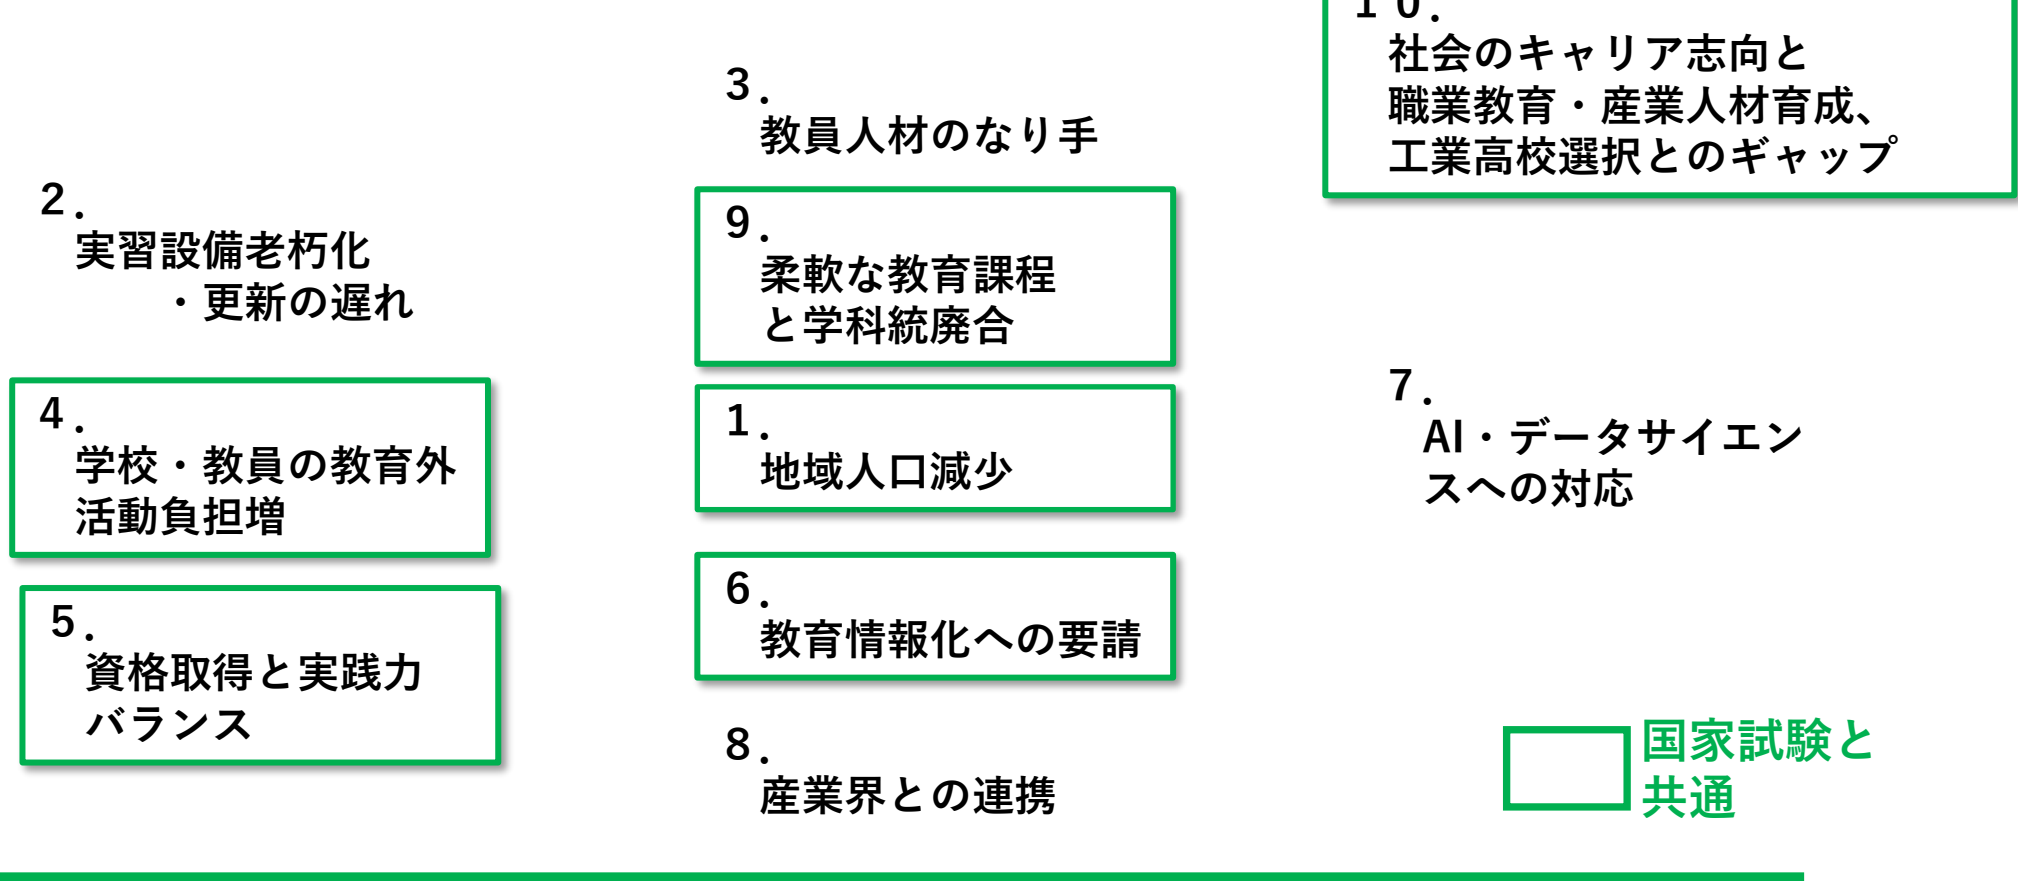 ２．
実習設備老朽化
・更新の遅れ
４．
学校・教員の教育外
活動負担増
５．
資格取得と実践力
バランス
３．
教員人材のなり手
９．
柔軟な教育課程
と学科統廃合
１．
地域人口減少
６．
教育情報化への要請
８．
産業界との連携
１０．
社会のキャリア志向と
職業教育・産業人材育成、
工業高校選択とのギャップ
７．
AI・データサイエン
スへの対応
国家試験と
共通